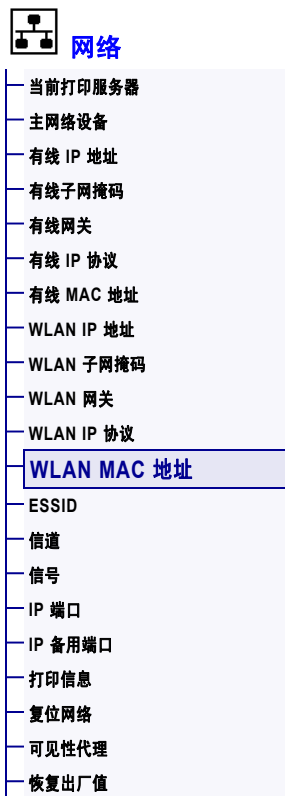 网络
当前打印服务器
主网络设备
有线 IP 地址
有线子网掩码
有线网关
有线 IP 协议
有线 MAC 地址
WLAN IP 地址
WLAN 子网掩码
WLAN 网关
WLAN IP 协议
WLAN MAC 地址
ESSID
信道
信号
IP 端口
IP 备用端口
打印信息
复位网络
可见性代理
恢复出厂值